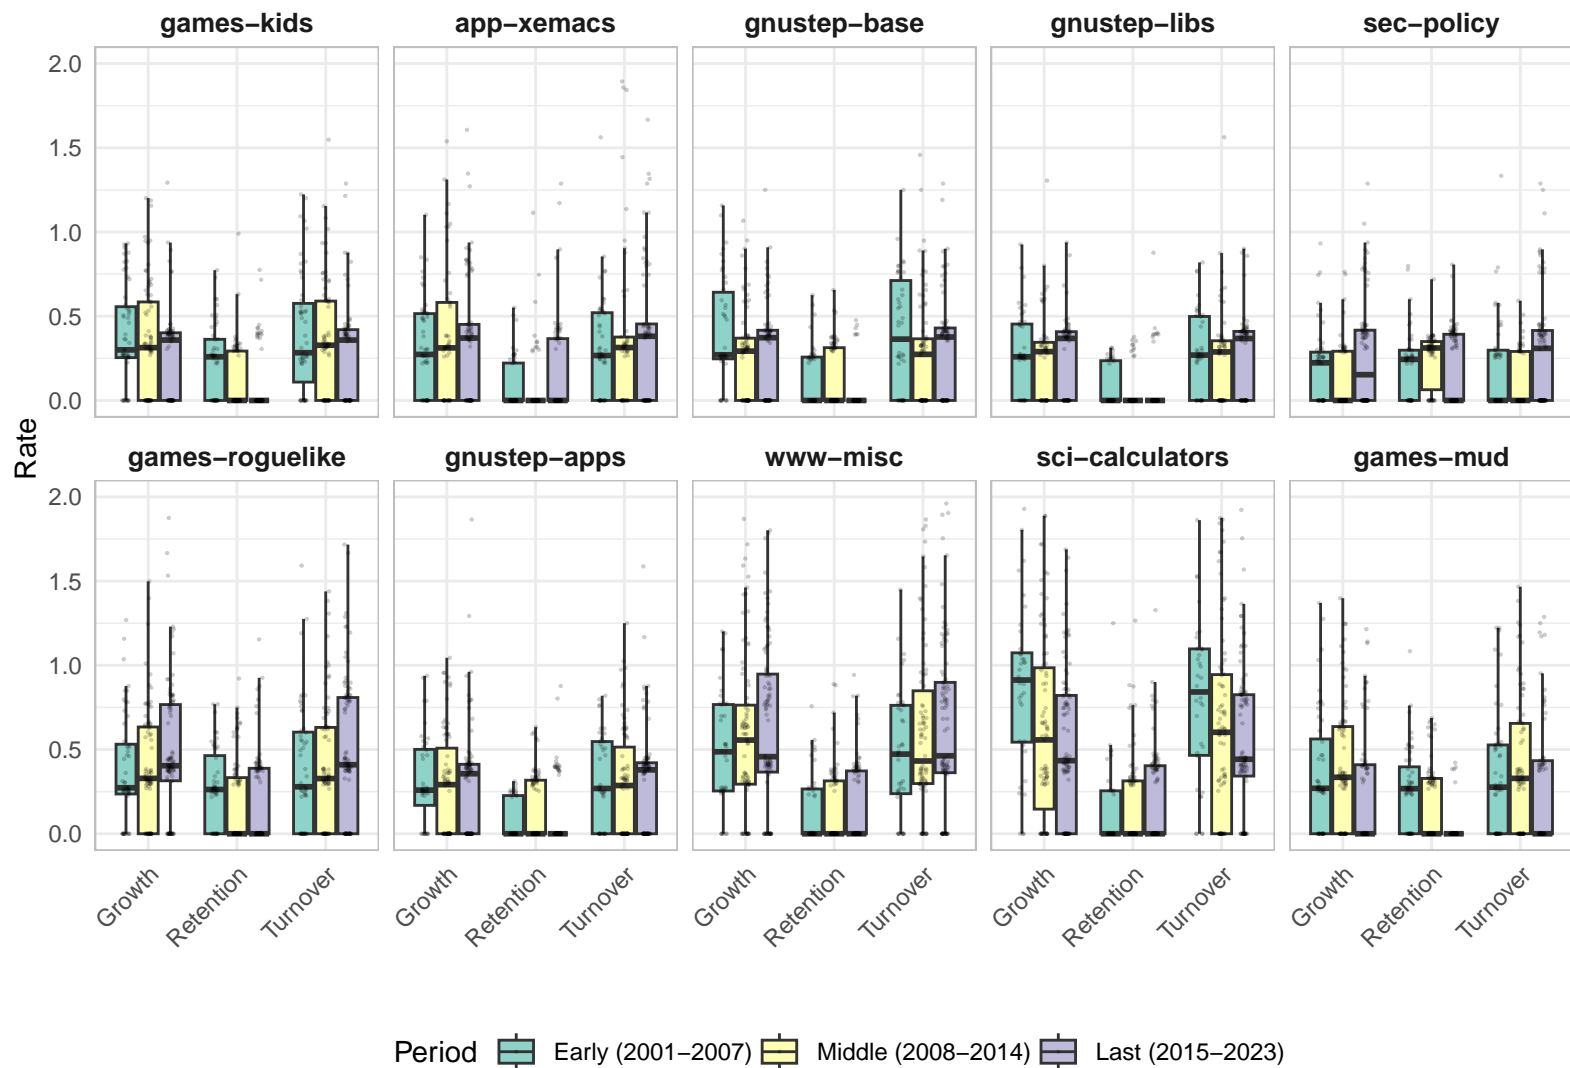 games−kids
app−xemacs
gnustep−base
gnustep−libs
sec−policy
2.0
1.5
1.0
0.5
0.0
Rate
games−roguelike
gnustep−apps
www−misc
sci−calculators
games−mud
2.0
1.5
1.0
0.5
0.0
Growth
Retention
Turnover
Growth
Retention
Turnover
Growth
Retention
Turnover
Growth
Retention
Turnover
Growth
Retention
Turnover
Period
Early (2001−2007)
Middle (2008−2014)
Last (2015−2023)